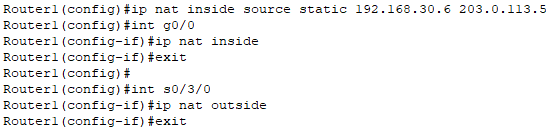 Router1(config)#ip nat inside source static 192.168.30.6 203.0.113.5
Router1(config)#int g0/0
Router1(config-if)#ip nat inside
Router1(config-if)#exit
Router1(config)#
Router1(config)#int s0/3/0
Router1(config-if)#ip nat outside
Router1(config-if)#exit